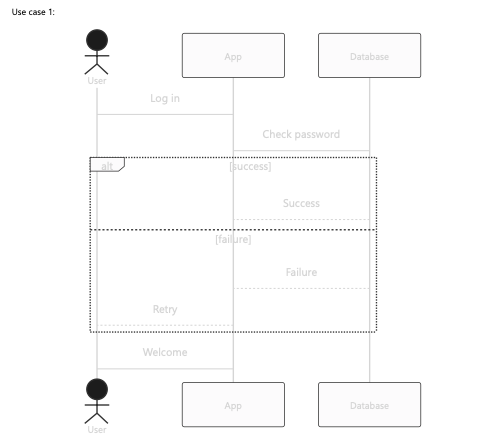 Use case 1:
User
App
Database
Log in
Check password
alt
[success]
Success
[failure]
Failure
Retry
Welcome
User
App
Database